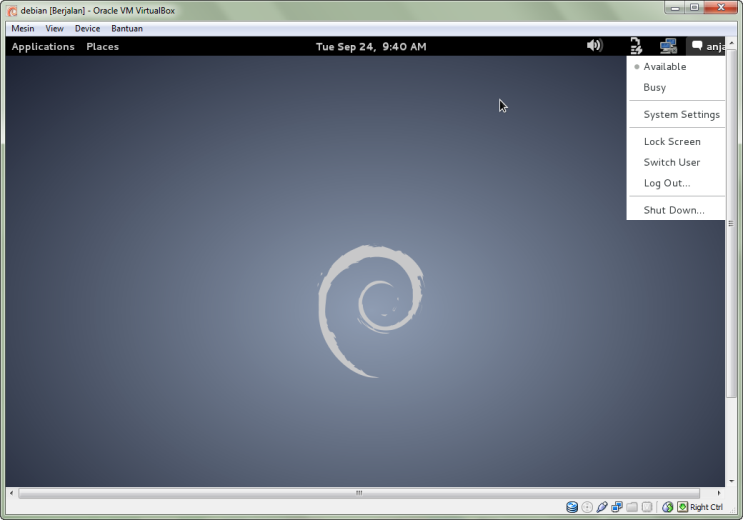 debian [Berjalan] - Oracle VM VirtualBox
Mesin View Device Bantuan
Applications Places Tue Sep 24, 9:40 AM anja
Available
Busy
System Settings
Lock Screen
Switch User
Log Out...
Shut Down...
Right Ctrl